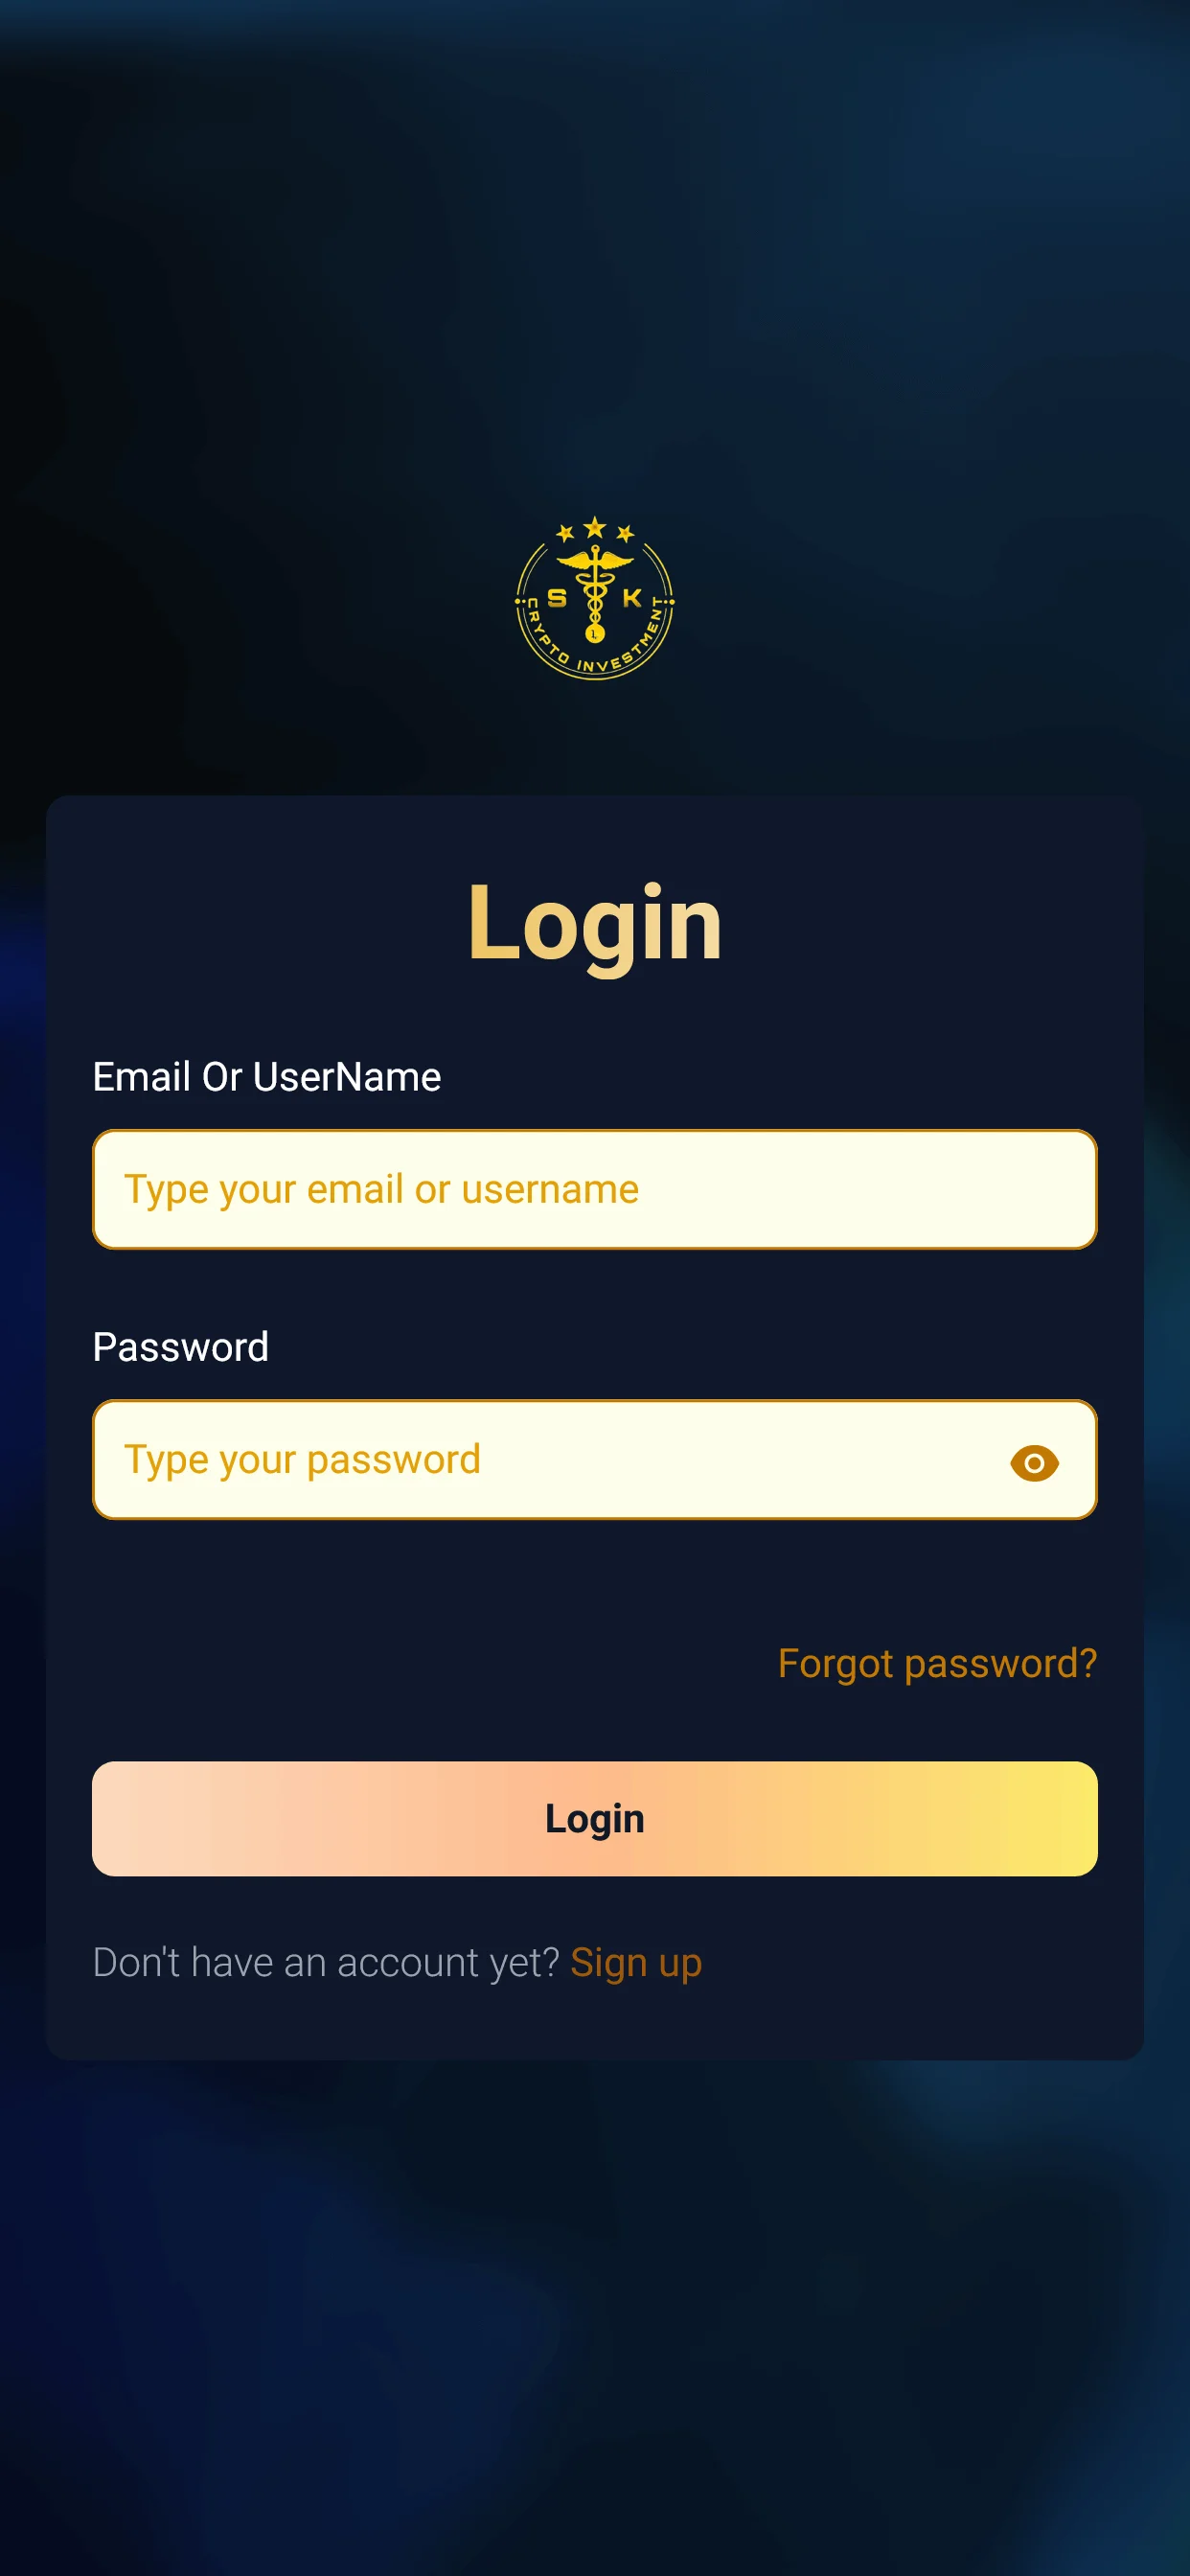 S K
CRYPTO INVESTMENT
Login
Email Or UserName
Type your email or username
Password
Type your password
Forgot password?
Login
Don't have an account yet? Sign up